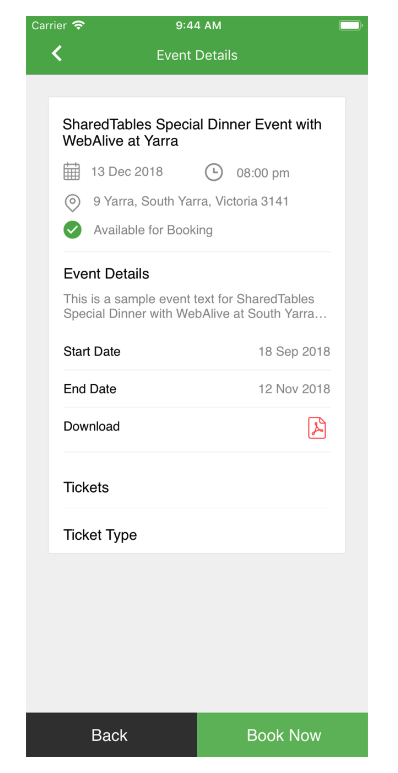 Carrier 9:44 AM
Event Details
SharedTables Special Dinner Event with
WebAlive at Yarra
13 Dec 2018 08:00 pm
9 Yarra, South Yarra, Victoria 3141
Available for Booking
Event Details
This is a sample event text for SharedTables
Special Dinner with WebAlive at South Yarra...
Start Date 18 Sep 2018
End Date 12 Nov 2018
Download
Tickets
Ticket Type
Back Book Now